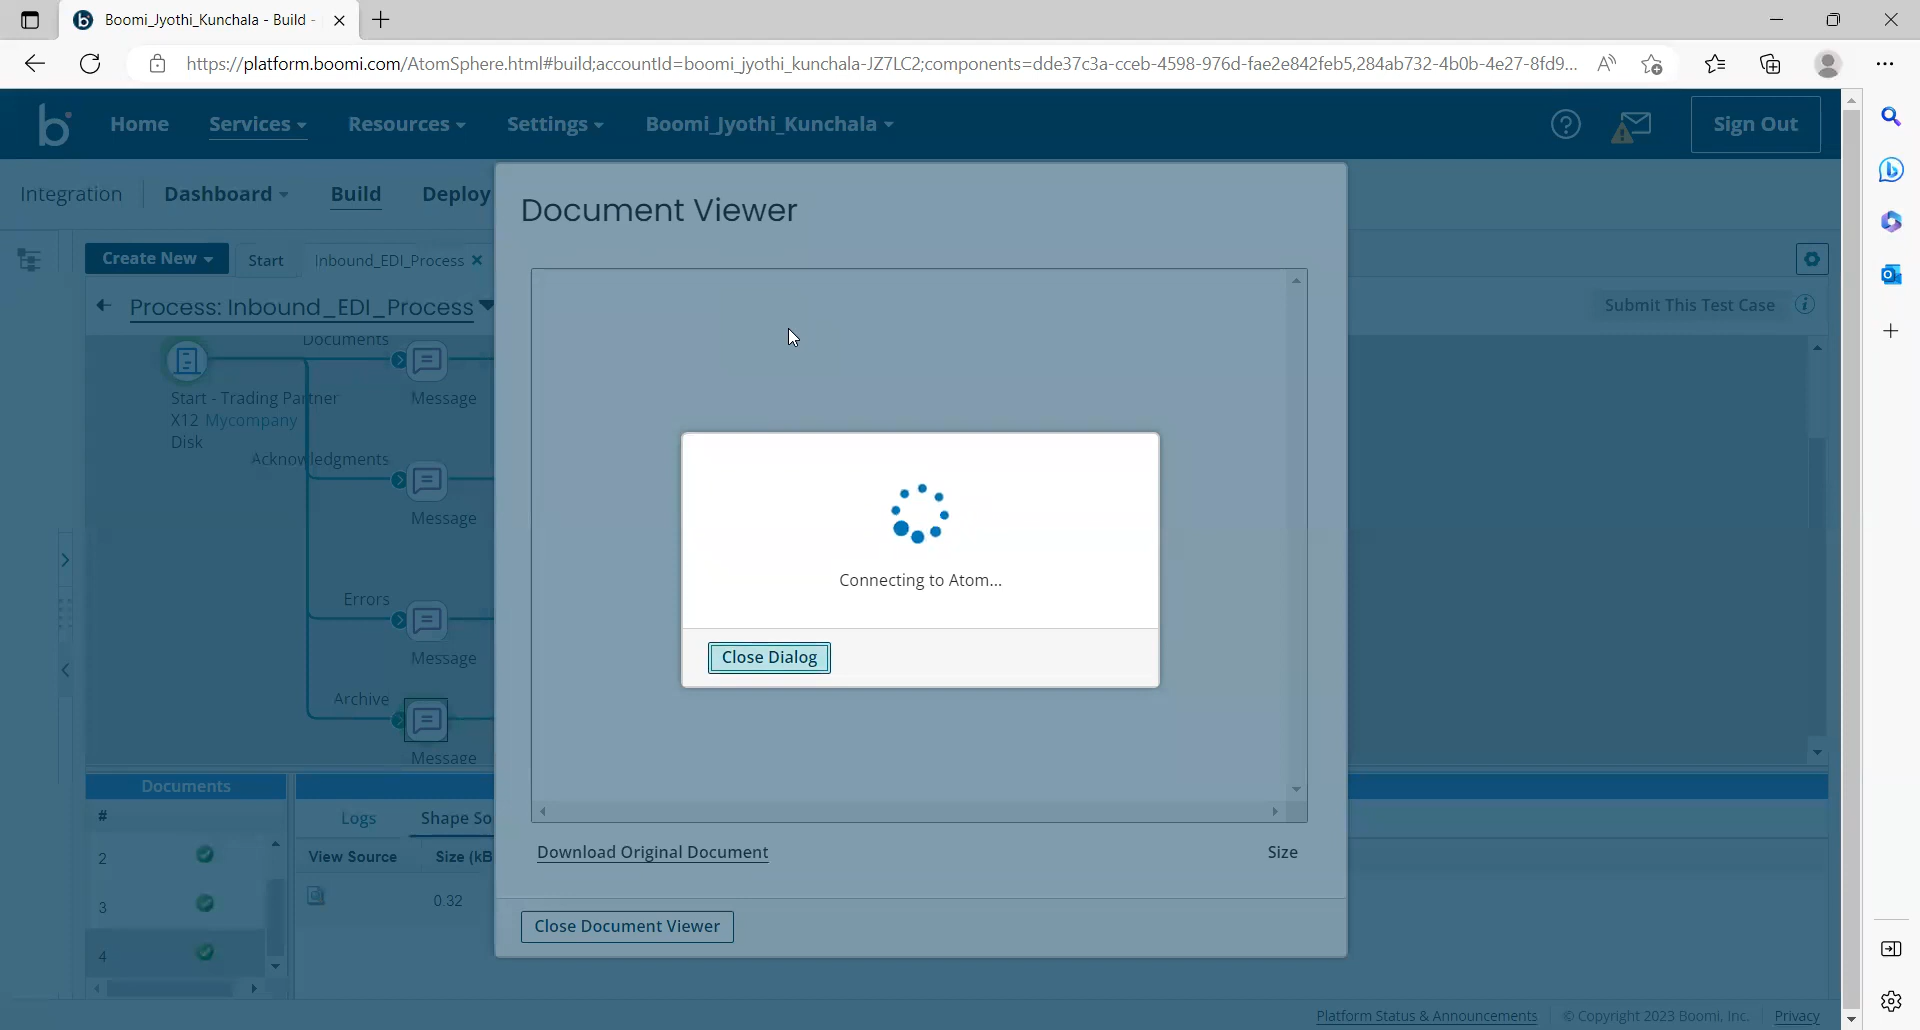 Boomi_Jyothi_Kunchala - Build -
https://platform.boomi.com/AtomSphere.html#build;accountId=boomi_jyothi_kunchala-JZ7LC2;components=dde37c3a-cceb-4598-976d-fae2e842feb5,284ab732-4b0b-4e27-8fd9...
Home
Services
Resources
Settings
Boomi_Jyothi_Kunchala
Sign Out
Integration
Dashboard
Build
Deploy
Document Viewer
Create New
Start
Inbound_EDI_Process
Process: Inbound_EDI_Process
Submit This Test Case
Documents
Message
Start - Trading Partner
X12 Mycompany
Disk
Acknowledgments
Message
Errors
Message
Archive
Message
Connecting to Atom...
Close Dialog
Documents
#
2
3
4
Logs
Shape So
View Source
Size (kB
0.32
Download Original Document
Size
Close Document Viewer
Platform Status & Announcements
© Copyright 2023 Boomi, Inc.
Privacy